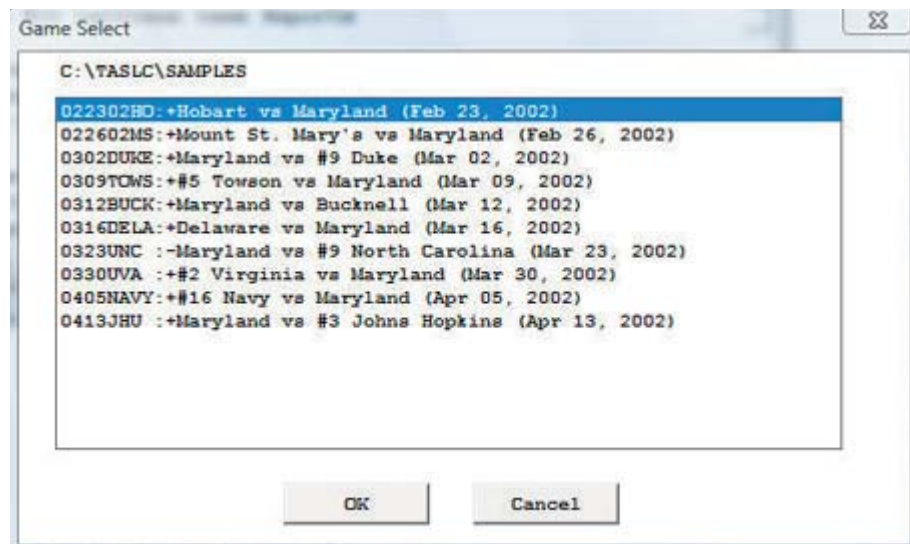 Game Select
C:\TASLC\SAMPLES
022302HO:+Hobart vs Maryland (Feb 23, 2002)
022602MS:+Mount St. Mary's vs Maryland (Feb 26, 2002)
0302DUKE:+Maryland vs #9 Duke (Mar 02, 2002)
0309TOWS:+#5 Towson vs Maryland (Mar 09, 2002)
0312BUCK:+Maryland vs Bucknell (Mar 12, 2002)
0316DELA:+Delaware vs Maryland (Mar 16, 2002)
0323UNC :-Maryland vs #9 North Carolina (Mar 23, 2002)
0330UVA :+#2 Virginia vs Maryland (Mar 30, 2002)
0405NAVY:+#16 Navy vs Maryland (Apr 05, 2002)
0413JHU :+Maryland vs #3 Johns Hopkins (Apr 13, 2002)
OK Cancel